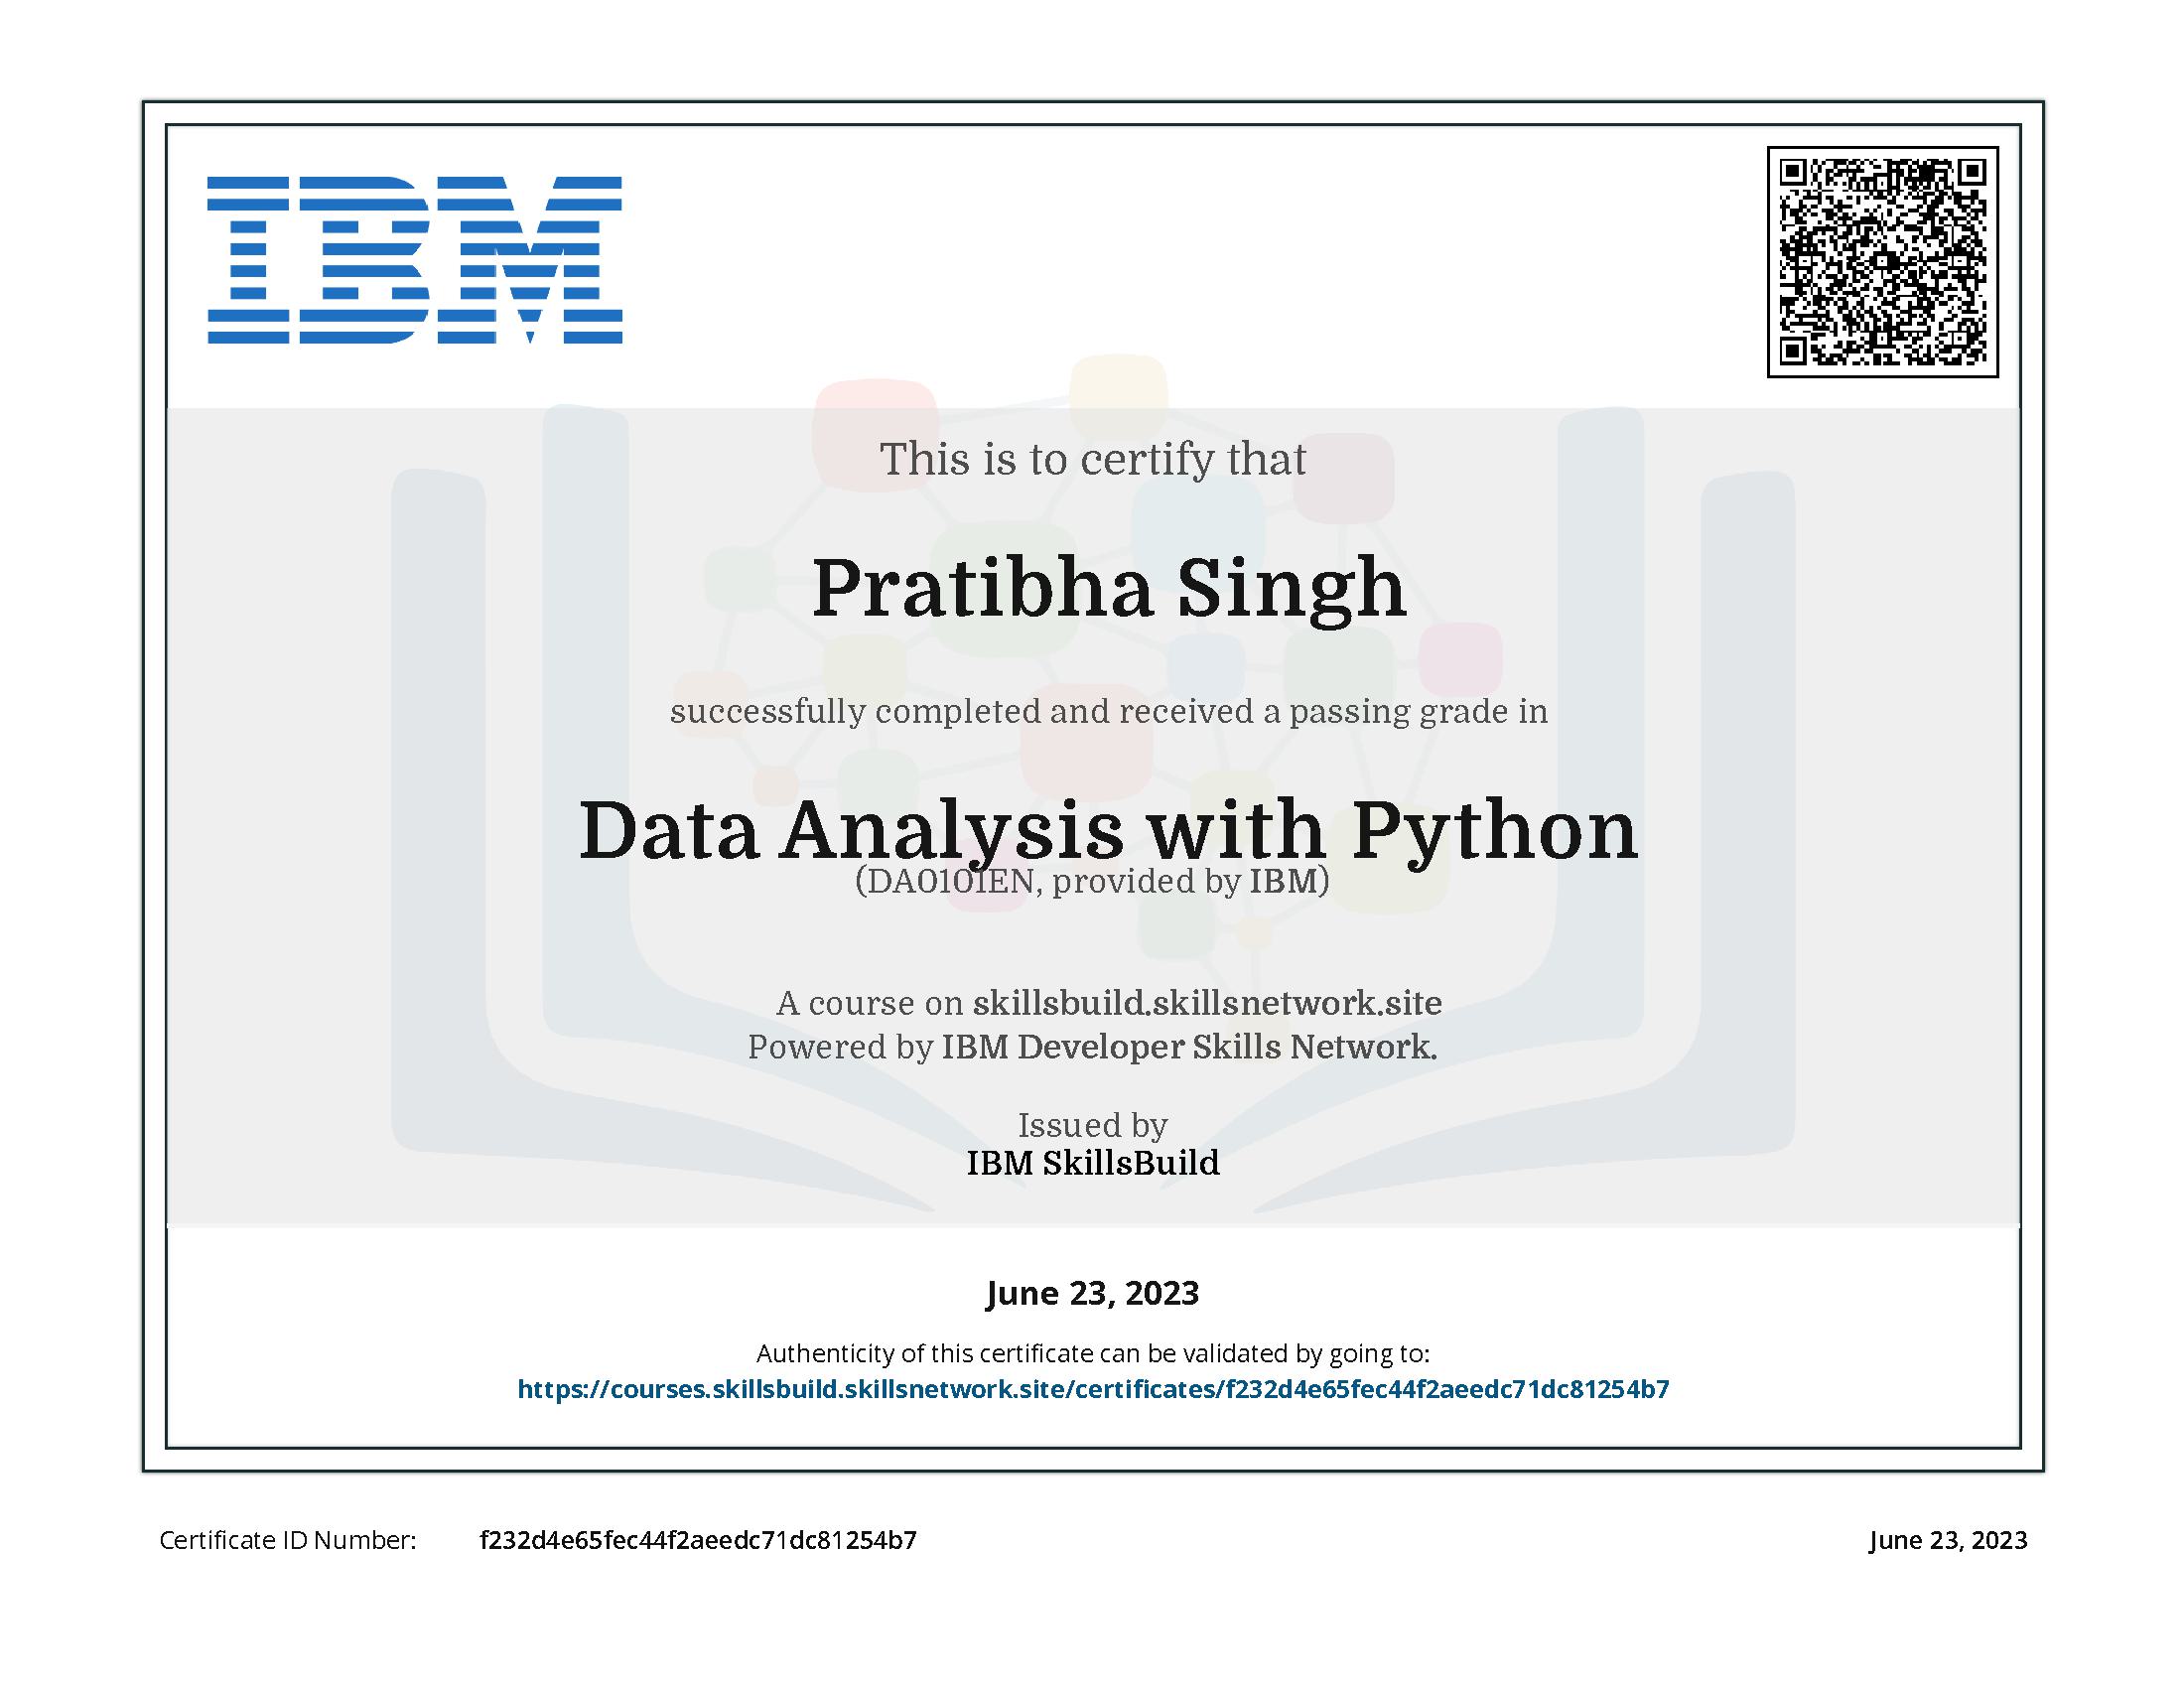 IBM
This is to certify that
Pratibha Singh
successfully completed and received a passing grade in
Data Analysis with Python
(DA0101EN, provided by IBM)
A course on skillsbuild.skillsnetwork.site
Powered by IBM Developer Skills Network.
Issued by
IBM SkillsBuild
June 23, 2023
Authenticity of this certificate can be validated by going to:
https://courses.skillsbuild.skillsnetwork.site/certificates/f232d4e65fec44f2aeedc71dc81254b7
Certificate ID Number: f232d4e65fec44f2aeedc71dc81254b7 June 23, 2023